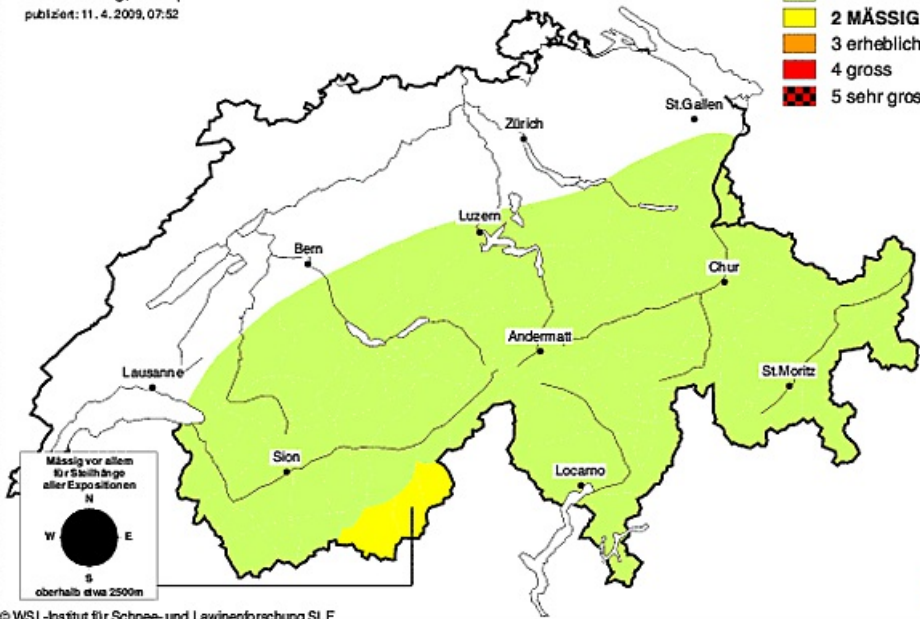 publiziert: 11. 4. 2009, 07:52
2 MÄSSIG
3 erheblich
4 gross
5 sehr gros
St.Gallen
Zürich
Luzern
Bern
Chur
Andermatt
Lausanne
St.Moritz
Sion
Locarno
Mässig vor allem
für Steilhänge
aller Expositionen
N
W E
S
oberhalb etwa 2500m
© WSL-Institut für Schnee- und Lawinenforschung SLF